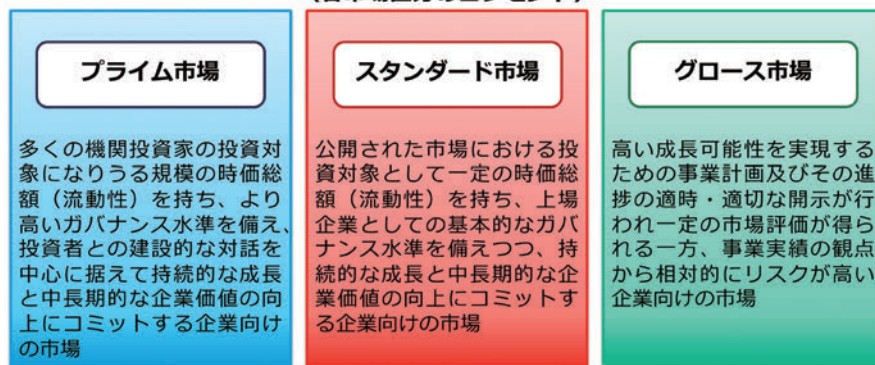 プライム市場
多くの機関投資家の投資対
象になりうる規模の時価総
額（流動性）を持ち、より
高いガバナンス水準を備え、
投資者との建設的な対話を
中心に据えて持続的な成長
と中長期的な企業価値の向
上にコミットする企業向け
の市場
スタンダード市場
公開された市場における投
資対象として一定の時価総
額（流動性）を持ち、上場
企業としての基本的なガバ
ナンス水準を備えつつ、持
続的な成長と中長期的な企
業価値の向上にコミットす
る企業向けの市場
グロース市場
高い成長可能性を実現する
ための事業計画及びその進
捗の適時・適切な開示が行
われ一定の市場評価が得ら
れる一方、事業実績の観点
から相対的にリスクが高い
企業向けの市場